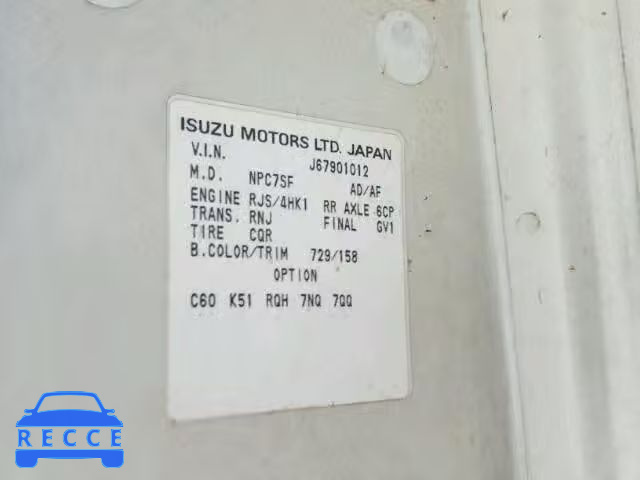 ISUZU MOTORS LTD. JAPAN
V.I.N. J67901012
M.D. NPC75F AD/AF
ENGINE RJS/4HK1 RR AXLE 6CP
TRANS. RNJ FINAL GV1
TIRE CQR
B.COLOR/TRIM 729/158
OPTION
C60 K51 RQH 7NQ 7QQ
RECCE